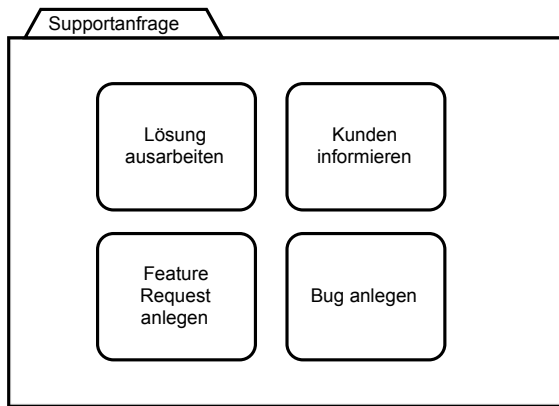 Supportanfrage
Lösung
ausarbeiten
Kunden
informieren
Feature
Request
anlegen
Bug anlegen